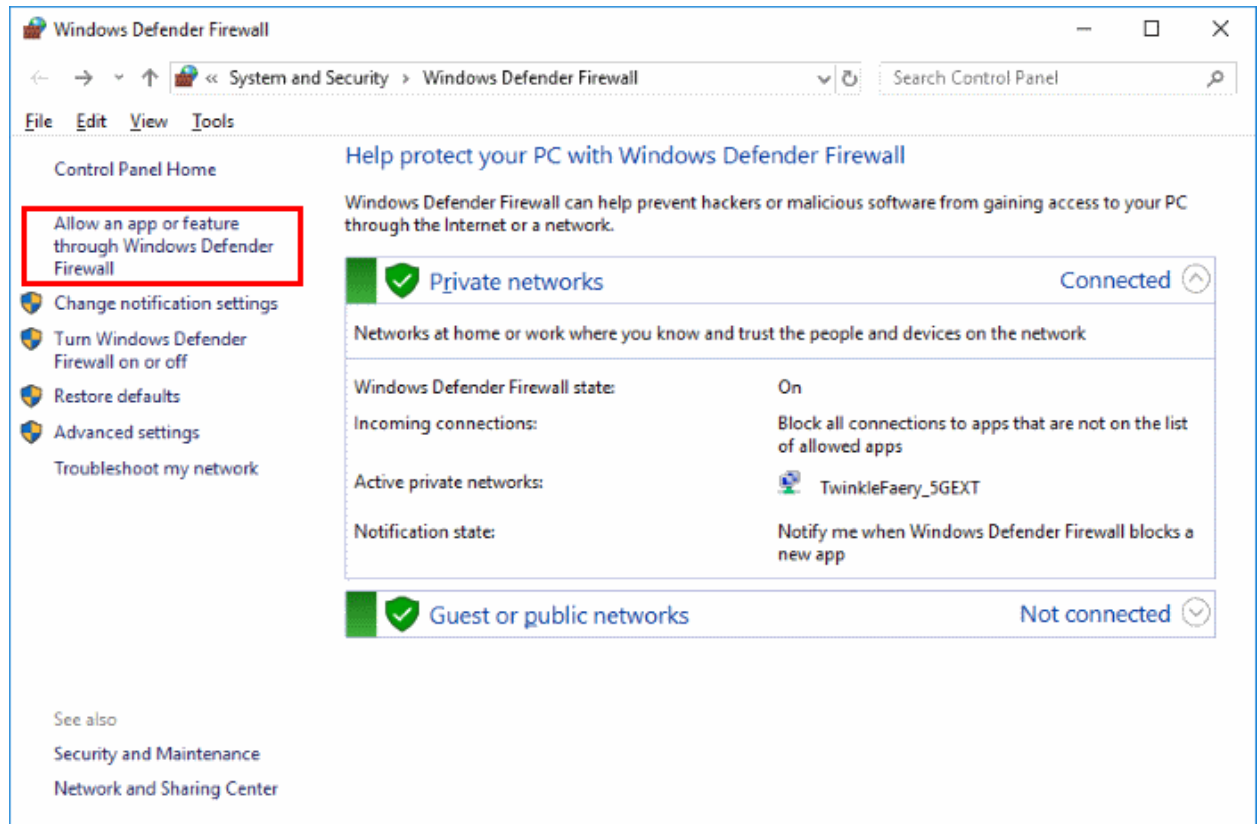 Windows Defender Firewall
« System and Security › Windows Defender Firewall
Search Control Panel
File Edit View Tools
Control Panel Home
Allow an app or feature
through Windows Defender
Firewall
Change notification settings
Turn Windows Defender
Firewall on or off
Restore defaults
Advanced settings
Troubleshoot my network
See also
Security and Maintenance
Network and Sharing Center
Help protect your PC with Windows Defender Firewall
Windows Defender Firewall can help prevent hackers or malicious software from gaining access to your PC
through the Internet or a network.
Private networks Connected
Networks at home or work where you know and trust the people and devices on the network
Windows Defender Firewall state: On
Incoming connections: Block all connections to apps that are not on the list
of allowed apps
Active private networks: TwinkleFaery_5GEXT
Notification state: Notify me when Windows Defender Firewall blocks a
new app
Guest or public networks Not connected